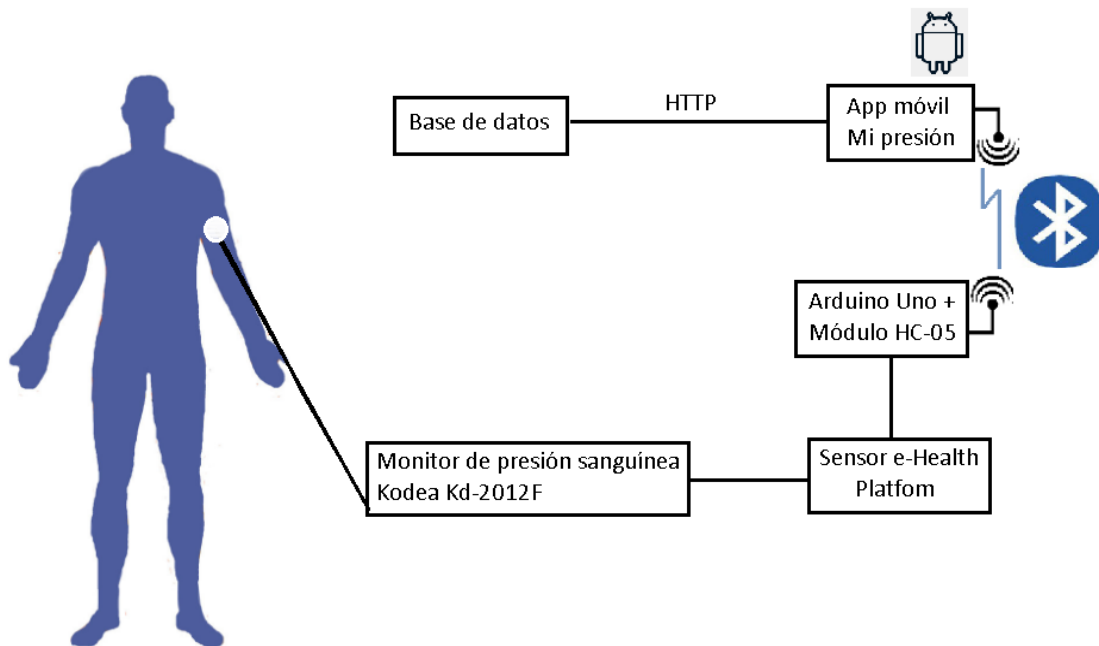 Base de datos
HTTP
App móvil
Mi presión
Arduino Uno +
Módulo HC-05
Monitor de presión sanguínea
Kodea Kd-2012F
Sensor e-Health
Platfom